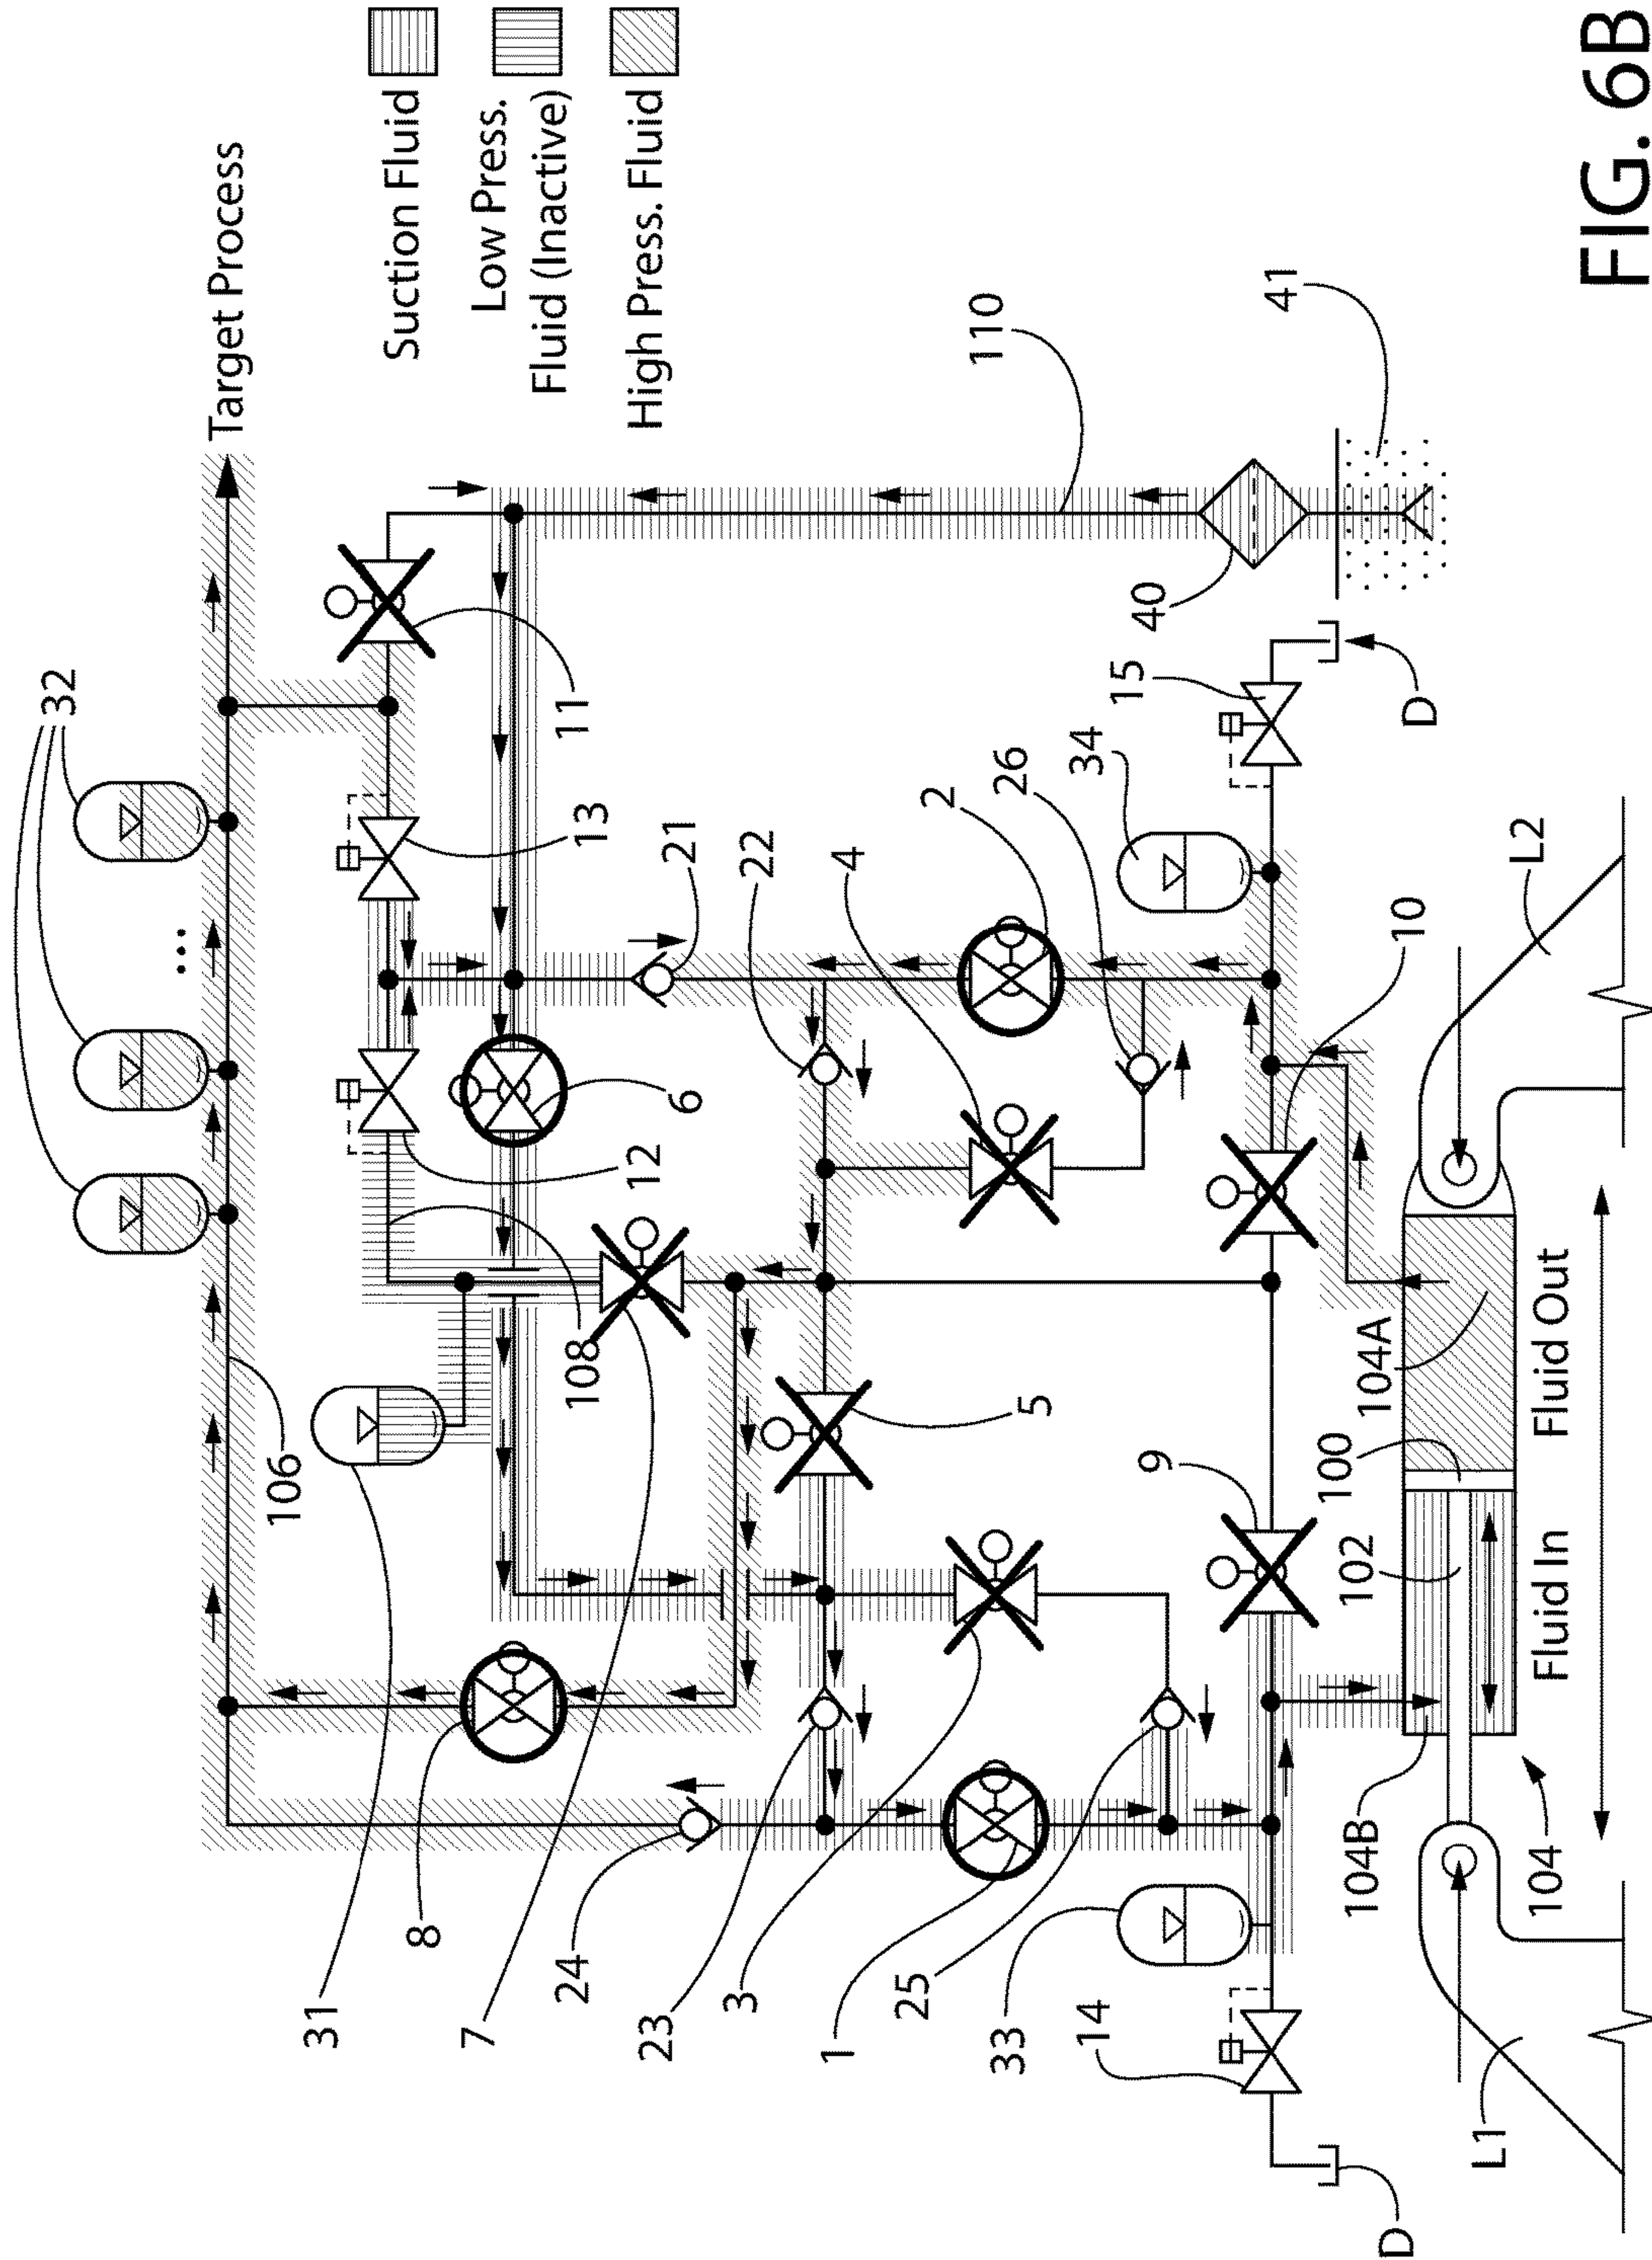 Target Process
Suction Fluid
Low Press.
Fluid (Inactive)
High Press. Fluid
FIG. 6B
32
...
106
31
8
7
24
23
3
1
25
33
14
D
L1
104
104B
Fluid In
102
100
104A
Fluid Out
9
5
108
12
6
13
11
21
22
4
2
26
34
15
D
10
L2
40
41
110